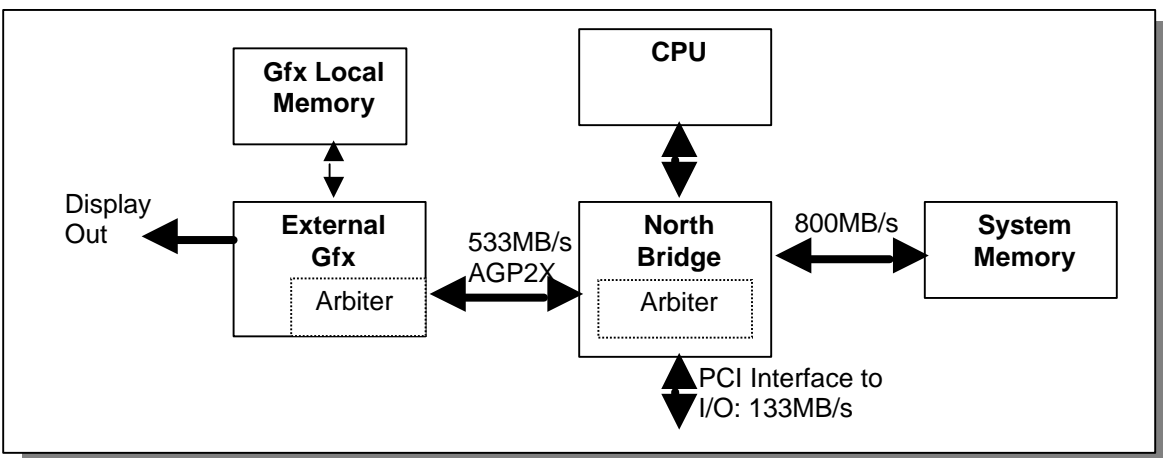 Gfx Local
Memory
CPU
Display
Out
External
Gfx
Arbiter
533MB/s
AGP2X
North
Bridge
Arbiter
800MB/s
System
Memory
PCI Interface to
I/O: 133MB/s